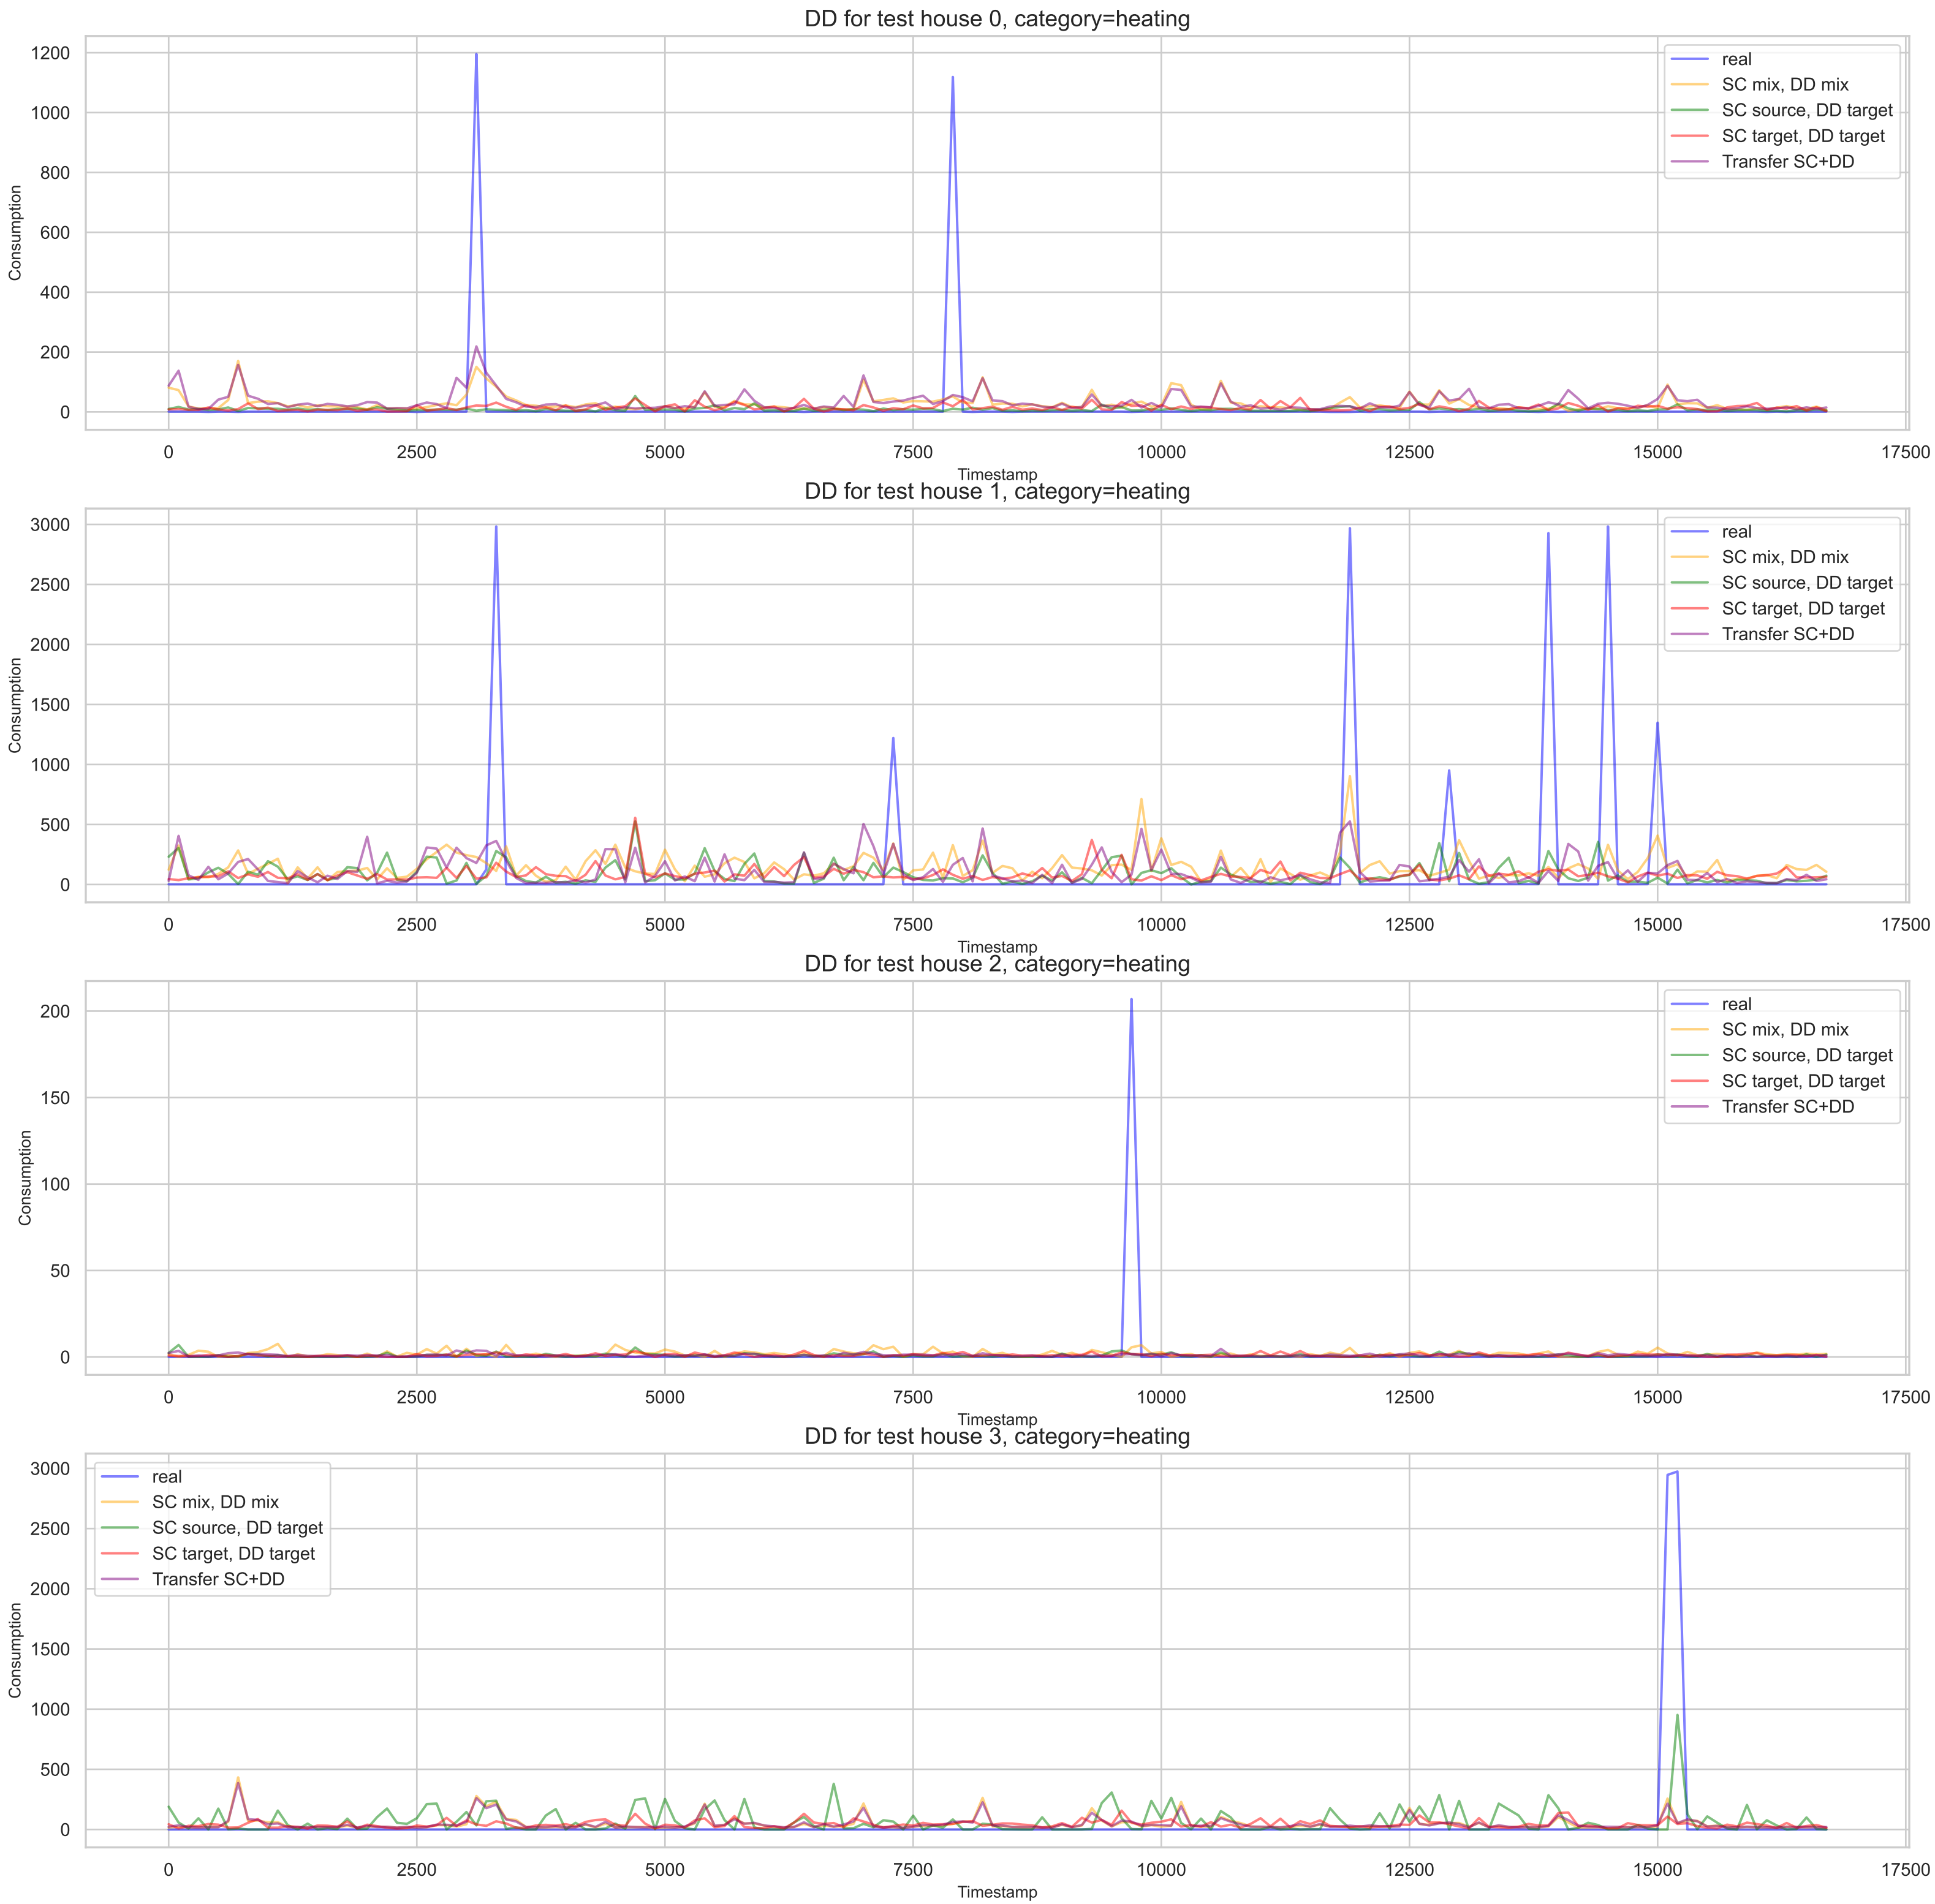 DD for test house 0, category=heating
1200
1000
800
600
400
200
0
Consumption
real
SC mix, DD mix
SC source, DD target
SC target, DD target
Transfer SC+DD
0 2500 5000 7500 10000 12500 15000 17500
Timestamp
DD for test house 1, category=heating
3000
2500
2000
1500
1000
500
0
Consumption
real
SC mix, DD mix
SC source, DD target
SC target, DD target
Transfer SC+DD
0 2500 5000 7500 10000 12500 15000 17500
Timestamp
DD for test house 2, category=heating
200
150
100
50
0
Consumption
real
SC mix, DD mix
SC source, DD target
SC target, DD target
Transfer SC+DD
0 2500 5000 7500 10000 12500 15000 17500
Timestamp
DD for test house 3, category=heating
3000
2500
2000
1500
1000
500
0
Consumption
real
SC mix, DD mix
SC source, DD target
SC target, DD target
Transfer SC+DD
0 2500 5000 7500 10000 12500 15000 17500
Timestamp